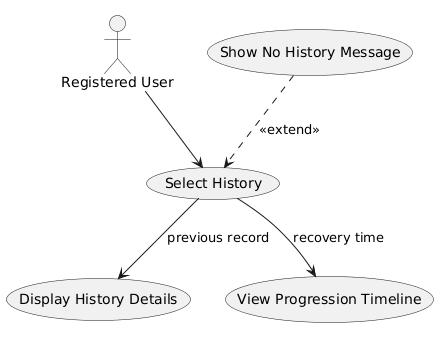 Show No History Message
Registered User
«extend»
Select History
previous record
recovery time
Display History Details
View Progression Timeline